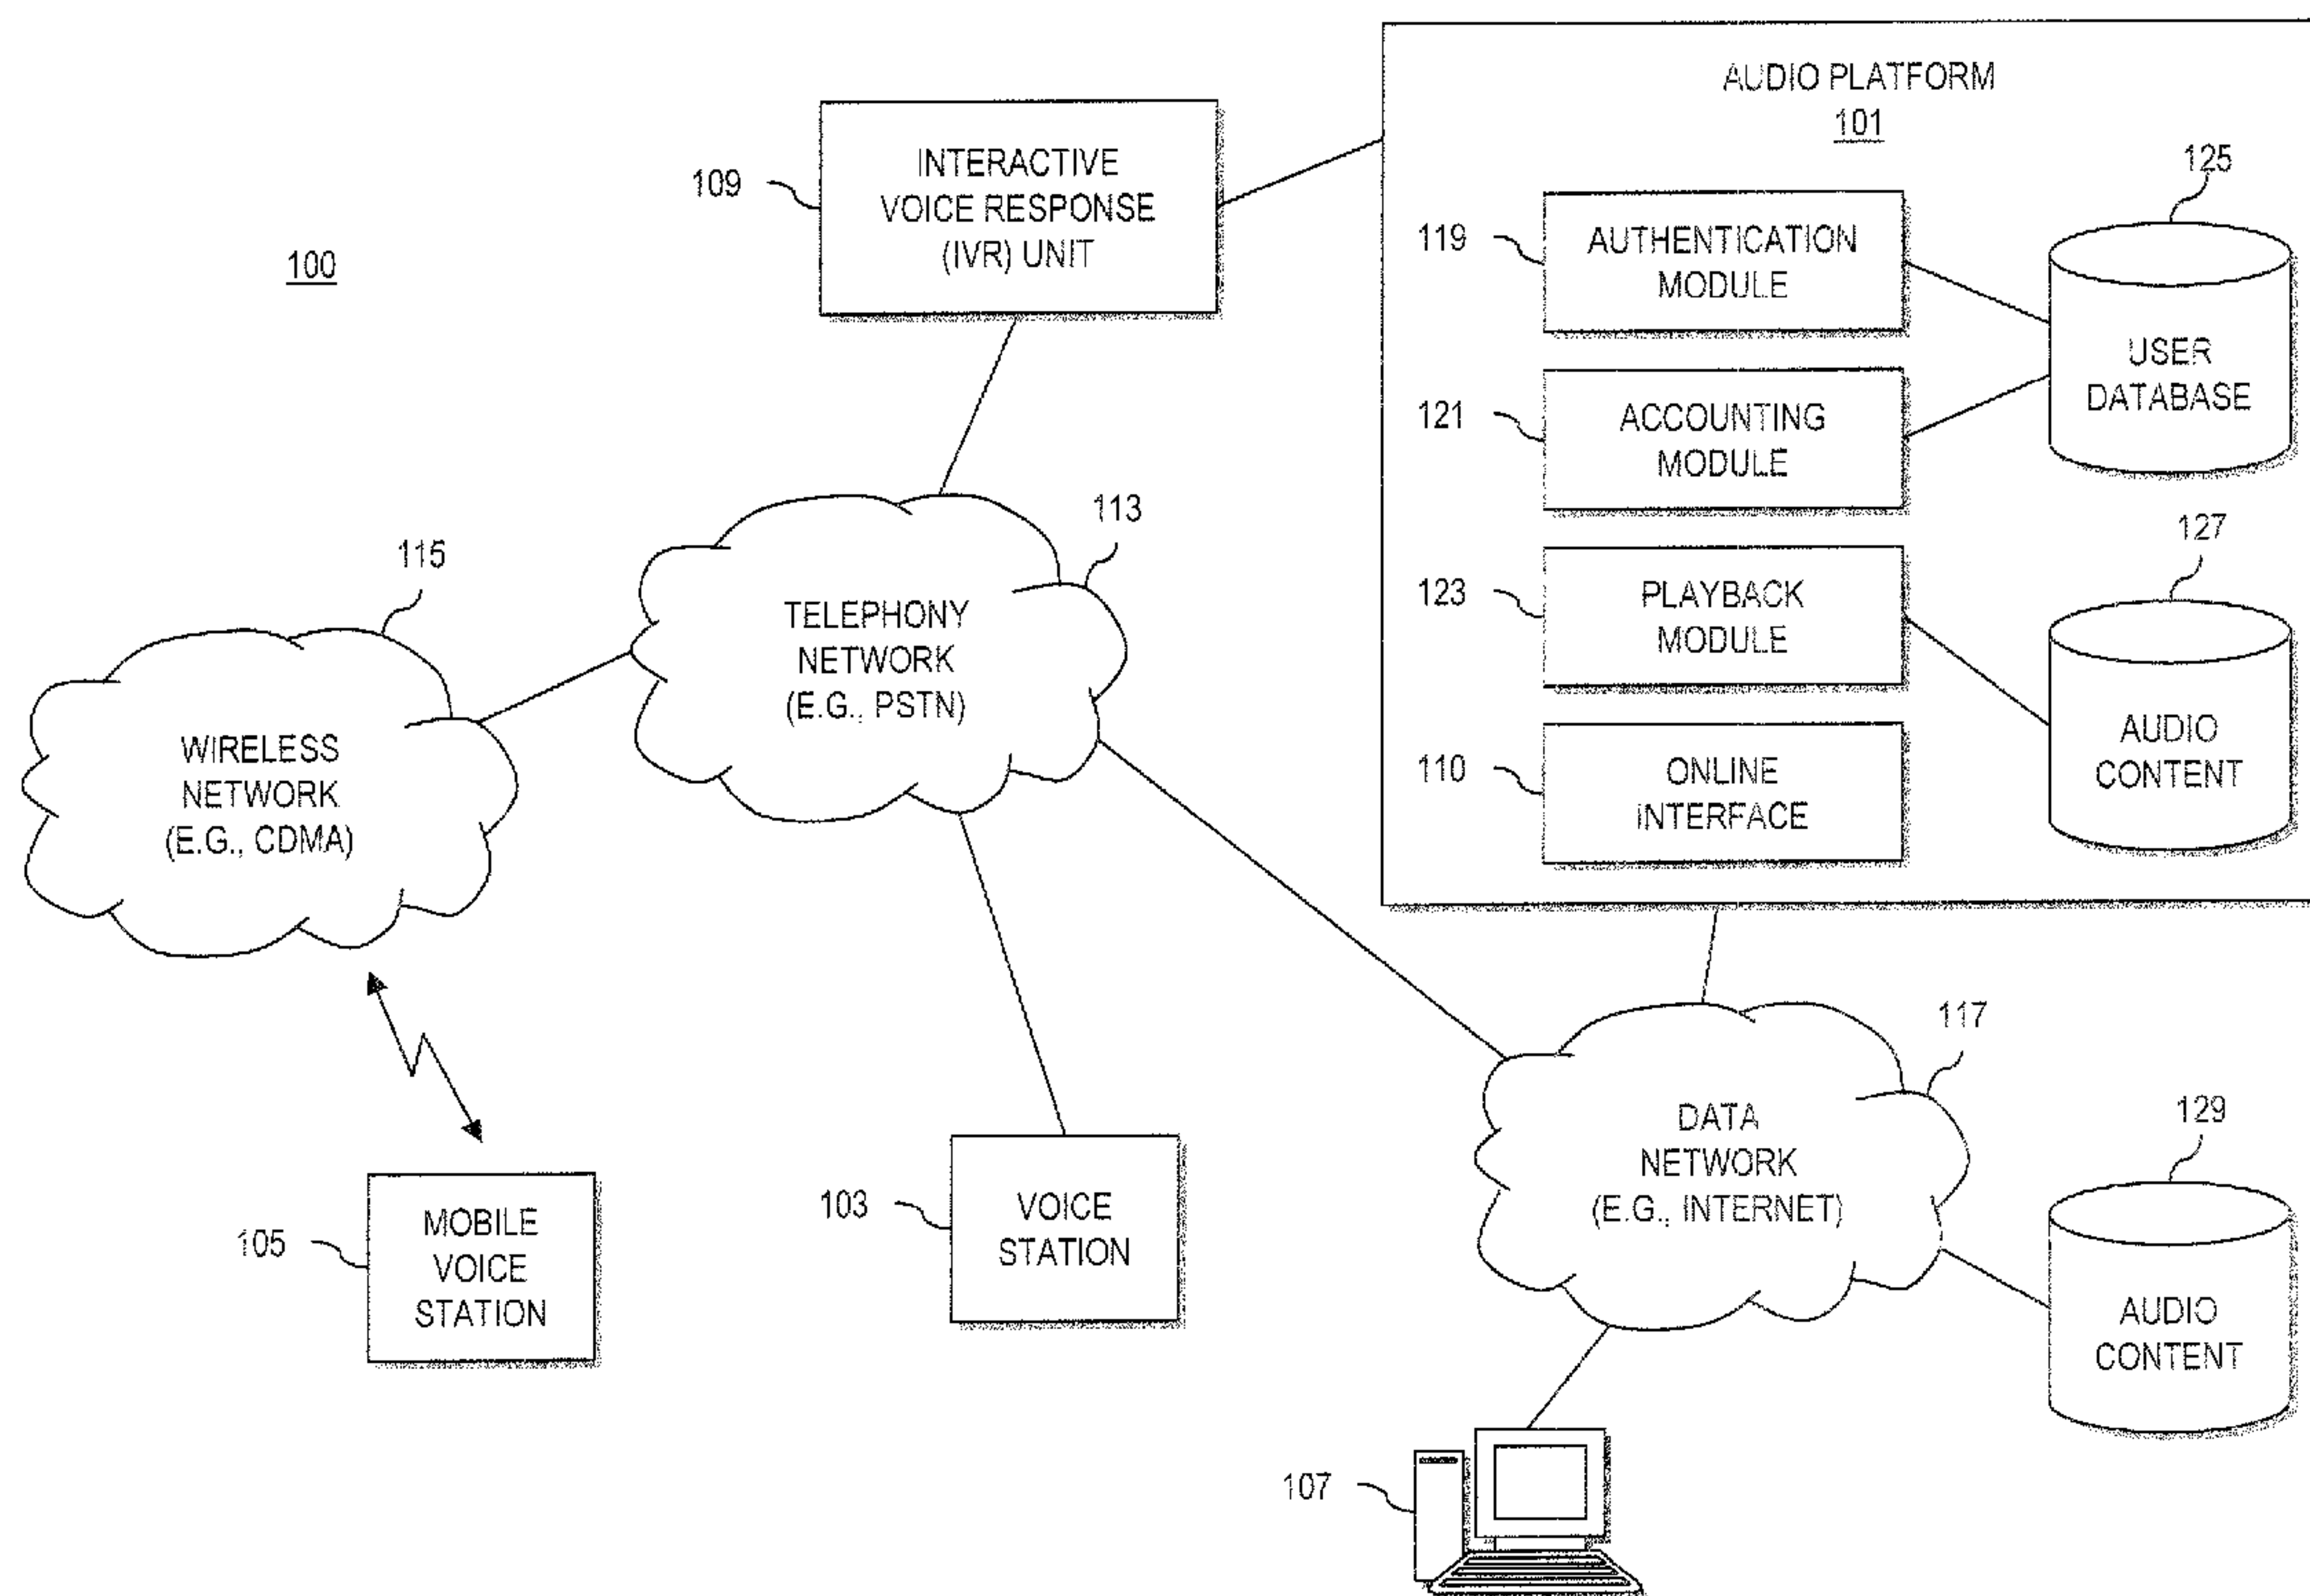 100
109
INTERACTIVE
VOICE RESPONSE
(IVR) UNIT
AUDIO PLATFORM
101
119
AUTHENTICATION
MODULE
125
USER
DATABASE
121
ACCOUNTING
MODULE
123
PLAYBACK
MODULE
127
AUDIO
CONTENT
110
ONLINE
INTERFACE
115
WIRELESS
NETWORK
(E.G., CDMA)
113
TELEPHONY
NETWORK
(E.G., PSTN)
105
MOBILE
VOICE
STATION
103
VOICE
STATION
117
DATA
NETWORK
(E.G., INTERNET)
129
AUDIO
CONTENT
107